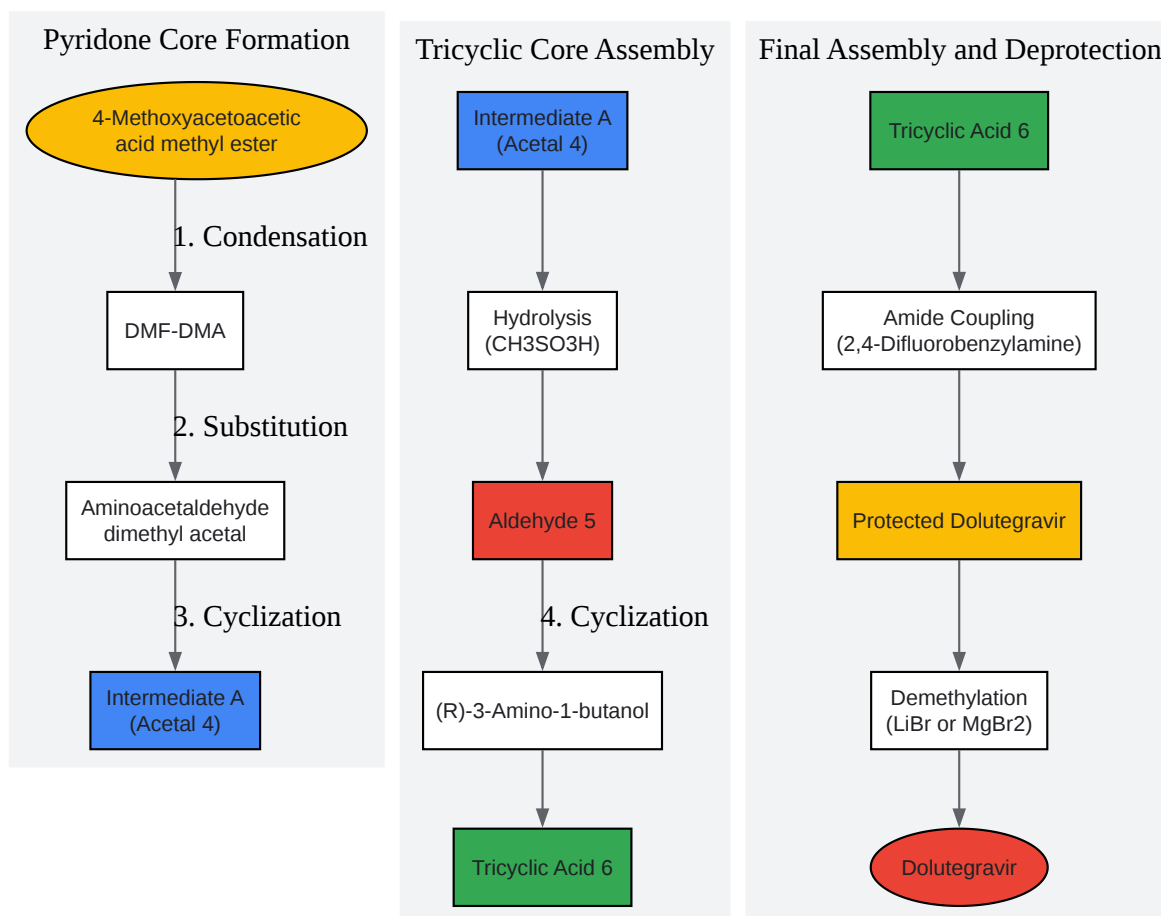 Pyridone Core Formation
4-Methoxyacetoacetic
acid methyl ester
1. Condensation
DMF-DMA
2. Substitution
Aminoacetaldehyde
dimethyl acetal
3. Cyclization
Intermediate A
(Acetal 4)
Tricyclic Core Assembly
Intermediate A
(Acetal 4)
Hydrolysis
(CH3SO3H)
Aldehyde 5
4. Cyclization
(R)-3-Amino-1-butanol
Tricyclic Acid 6
Final Assembly and Deprotection
Tricyclic Acid 6
Amide Coupling
(2,4-Difluorobenzylamine)
Protected Dolutegravir
Demethylation
(LiBr or MgBr2)
Dolutegravir